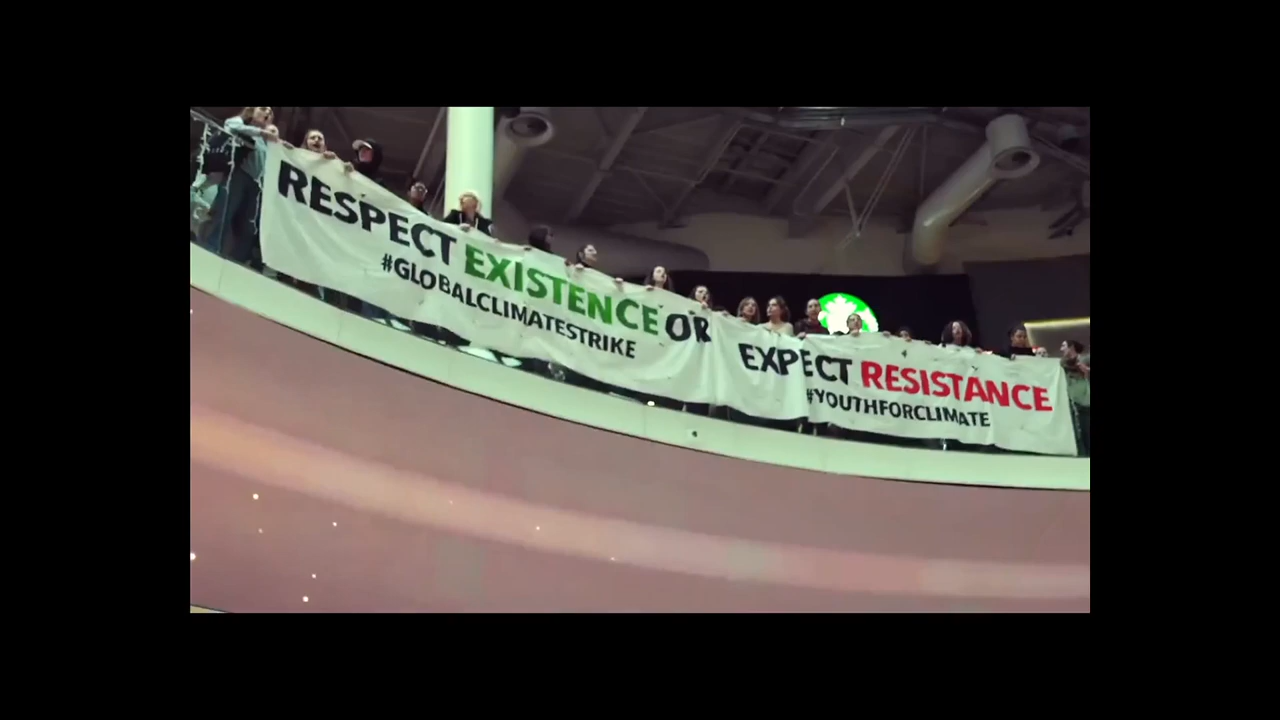 RESPECT EXISTENCE OR
#GLOBALCLIMATESTRIKE
EXPECT RESISTANCE
#YOUTHFORCLIMATE